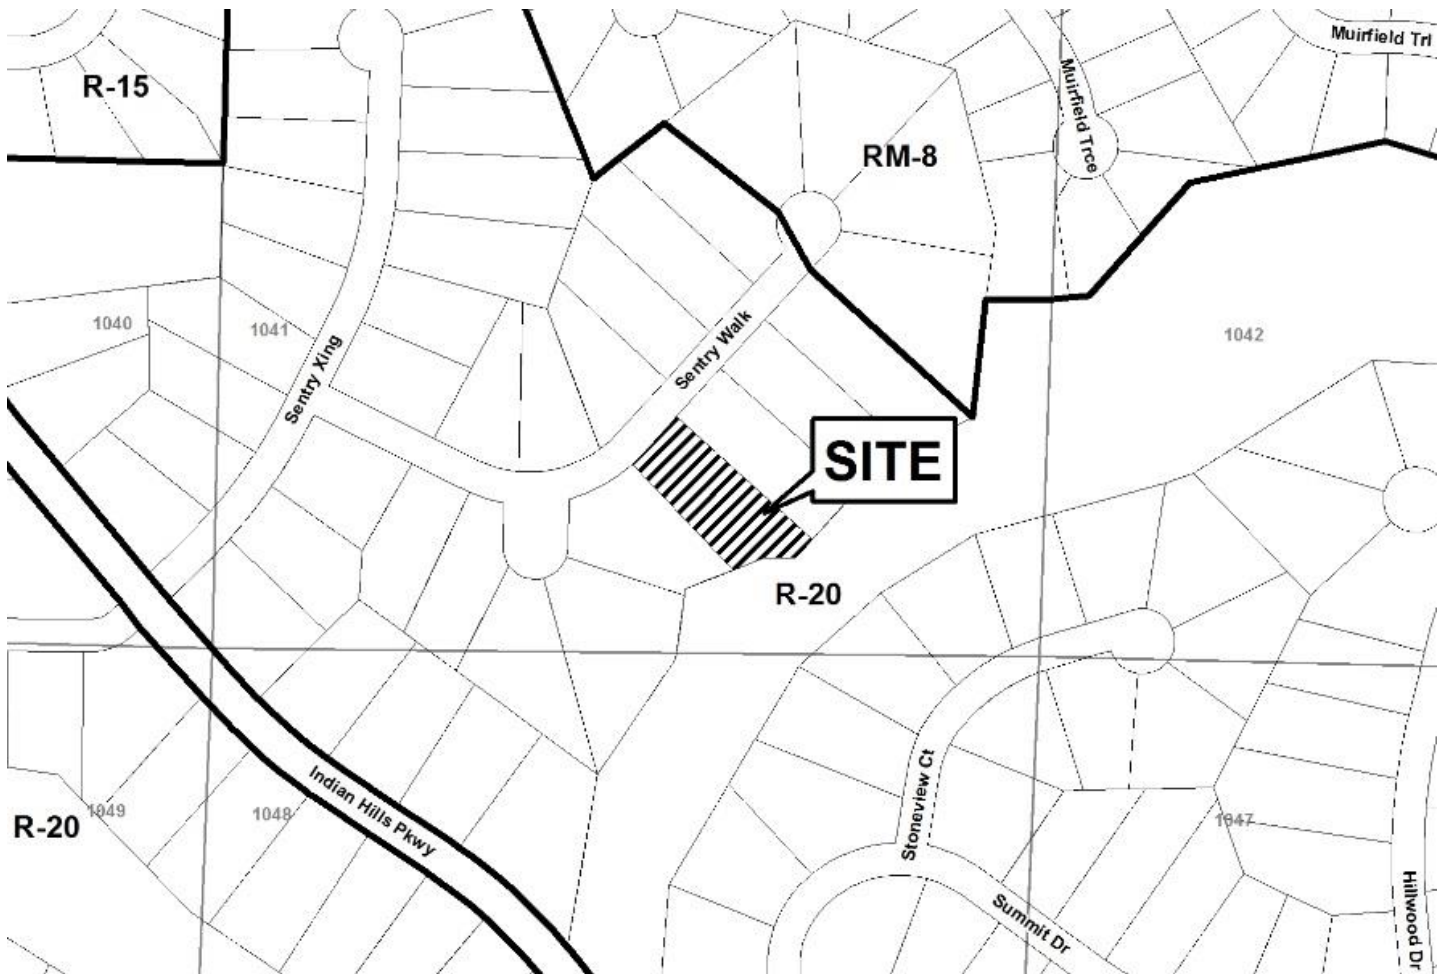 Muirfield Trl
R-15
Muirfield Trce
RM-8
1040
1041
1042
Sentry Xing
Sentry Walk
SITE
R-20
Stoneview Ct
Indian Hills Pkwy
1049
1048
1047
R-20
Summit Dr
Hillwood Dr